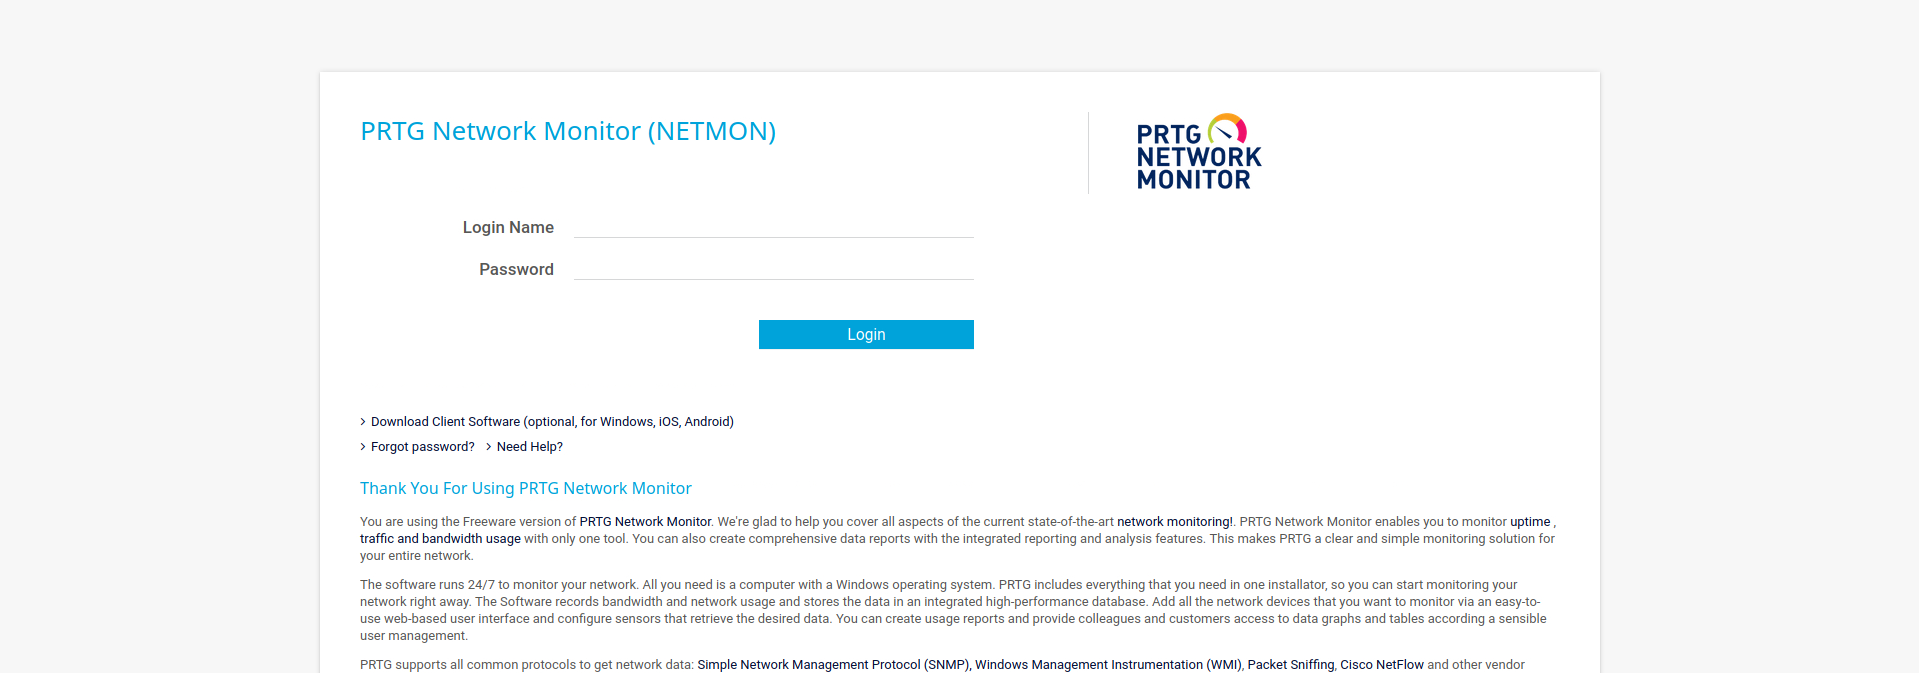 PRTG Network Monitor (NETMON)
PRTG
NETWORK
MONITOR
Login Name
Password
Login
Download Client Software (optional, for Windows, iOS, Android)
Forgot password? Need Help?
Thank You For Using PRTG Network Monitor
You are using the Freeware version of PRTG Network Monitor. We're glad to help you cover all aspects of the current state-of-the-art network monitoring!. PRTG Network Monitor enables you to monitor uptime ,
traffic and bandwidth usage with only one tool. You can also create comprehensive data reports with the integrated reporting and analysis features. This makes PRTG a clear and simple monitoring solution for
your entire network.
The software runs 24/7 to monitor your network. All you need is a computer with a Windows operating system. PRTG includes everything that you need in one installator, so you can start monitoring your
network right away. The Software records bandwidth and network usage and stores the data in an integrated high-performance database. Add all the network devices that you want to monitor via an easy-to-
use web-based user interface and configure sensors that retrieve the desired data. You can create usage reports and provide colleagues and customers access to data graphs and tables according a sensible
user management.
PRTG supports all common protocols to get network data: Simple Network Management Protocol (SNMP), Windows Management Instrumentation (WMI), Packet Sniffing, Cisco NetFlow and other vendor